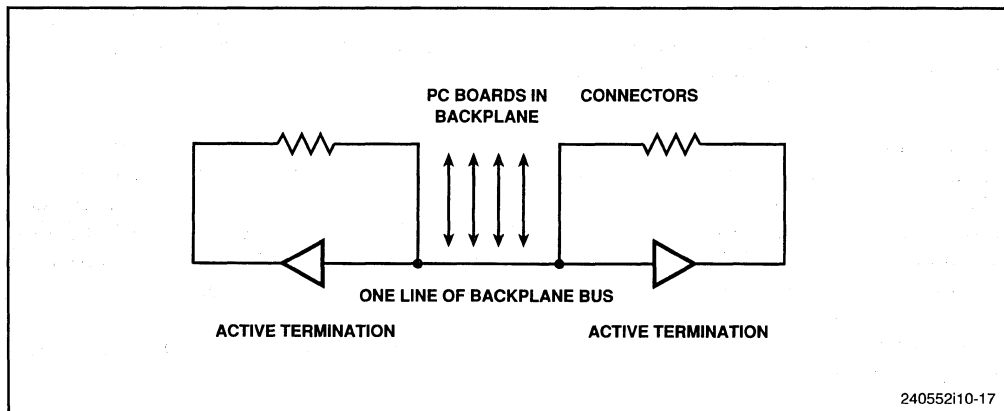 PC BOARDS IN
BACKPLANE
CONNECTORS
ONE LINE OF BACKPLANE BUS
ACTIVE TERMINATION
ACTIVE TERMINATION
240552i10-17